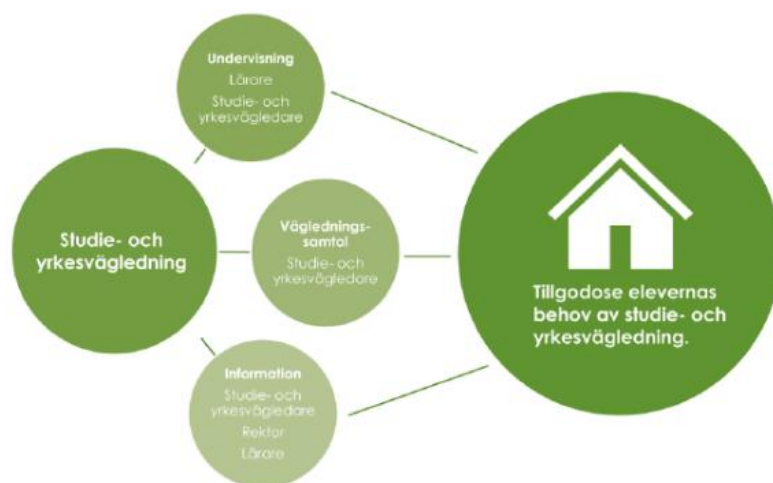 Undervisning
Lärare
Studie- och
yrkesvägledare
Studie- och
yrkesvägledning
Väglednings-
samtal
Studie- och
yrkesvägledare
Information
Studie- och
yrkesvägledare
Rektor
Lärare
Tillgodose elevernas
behov av studie- och
yrkesvägledning.